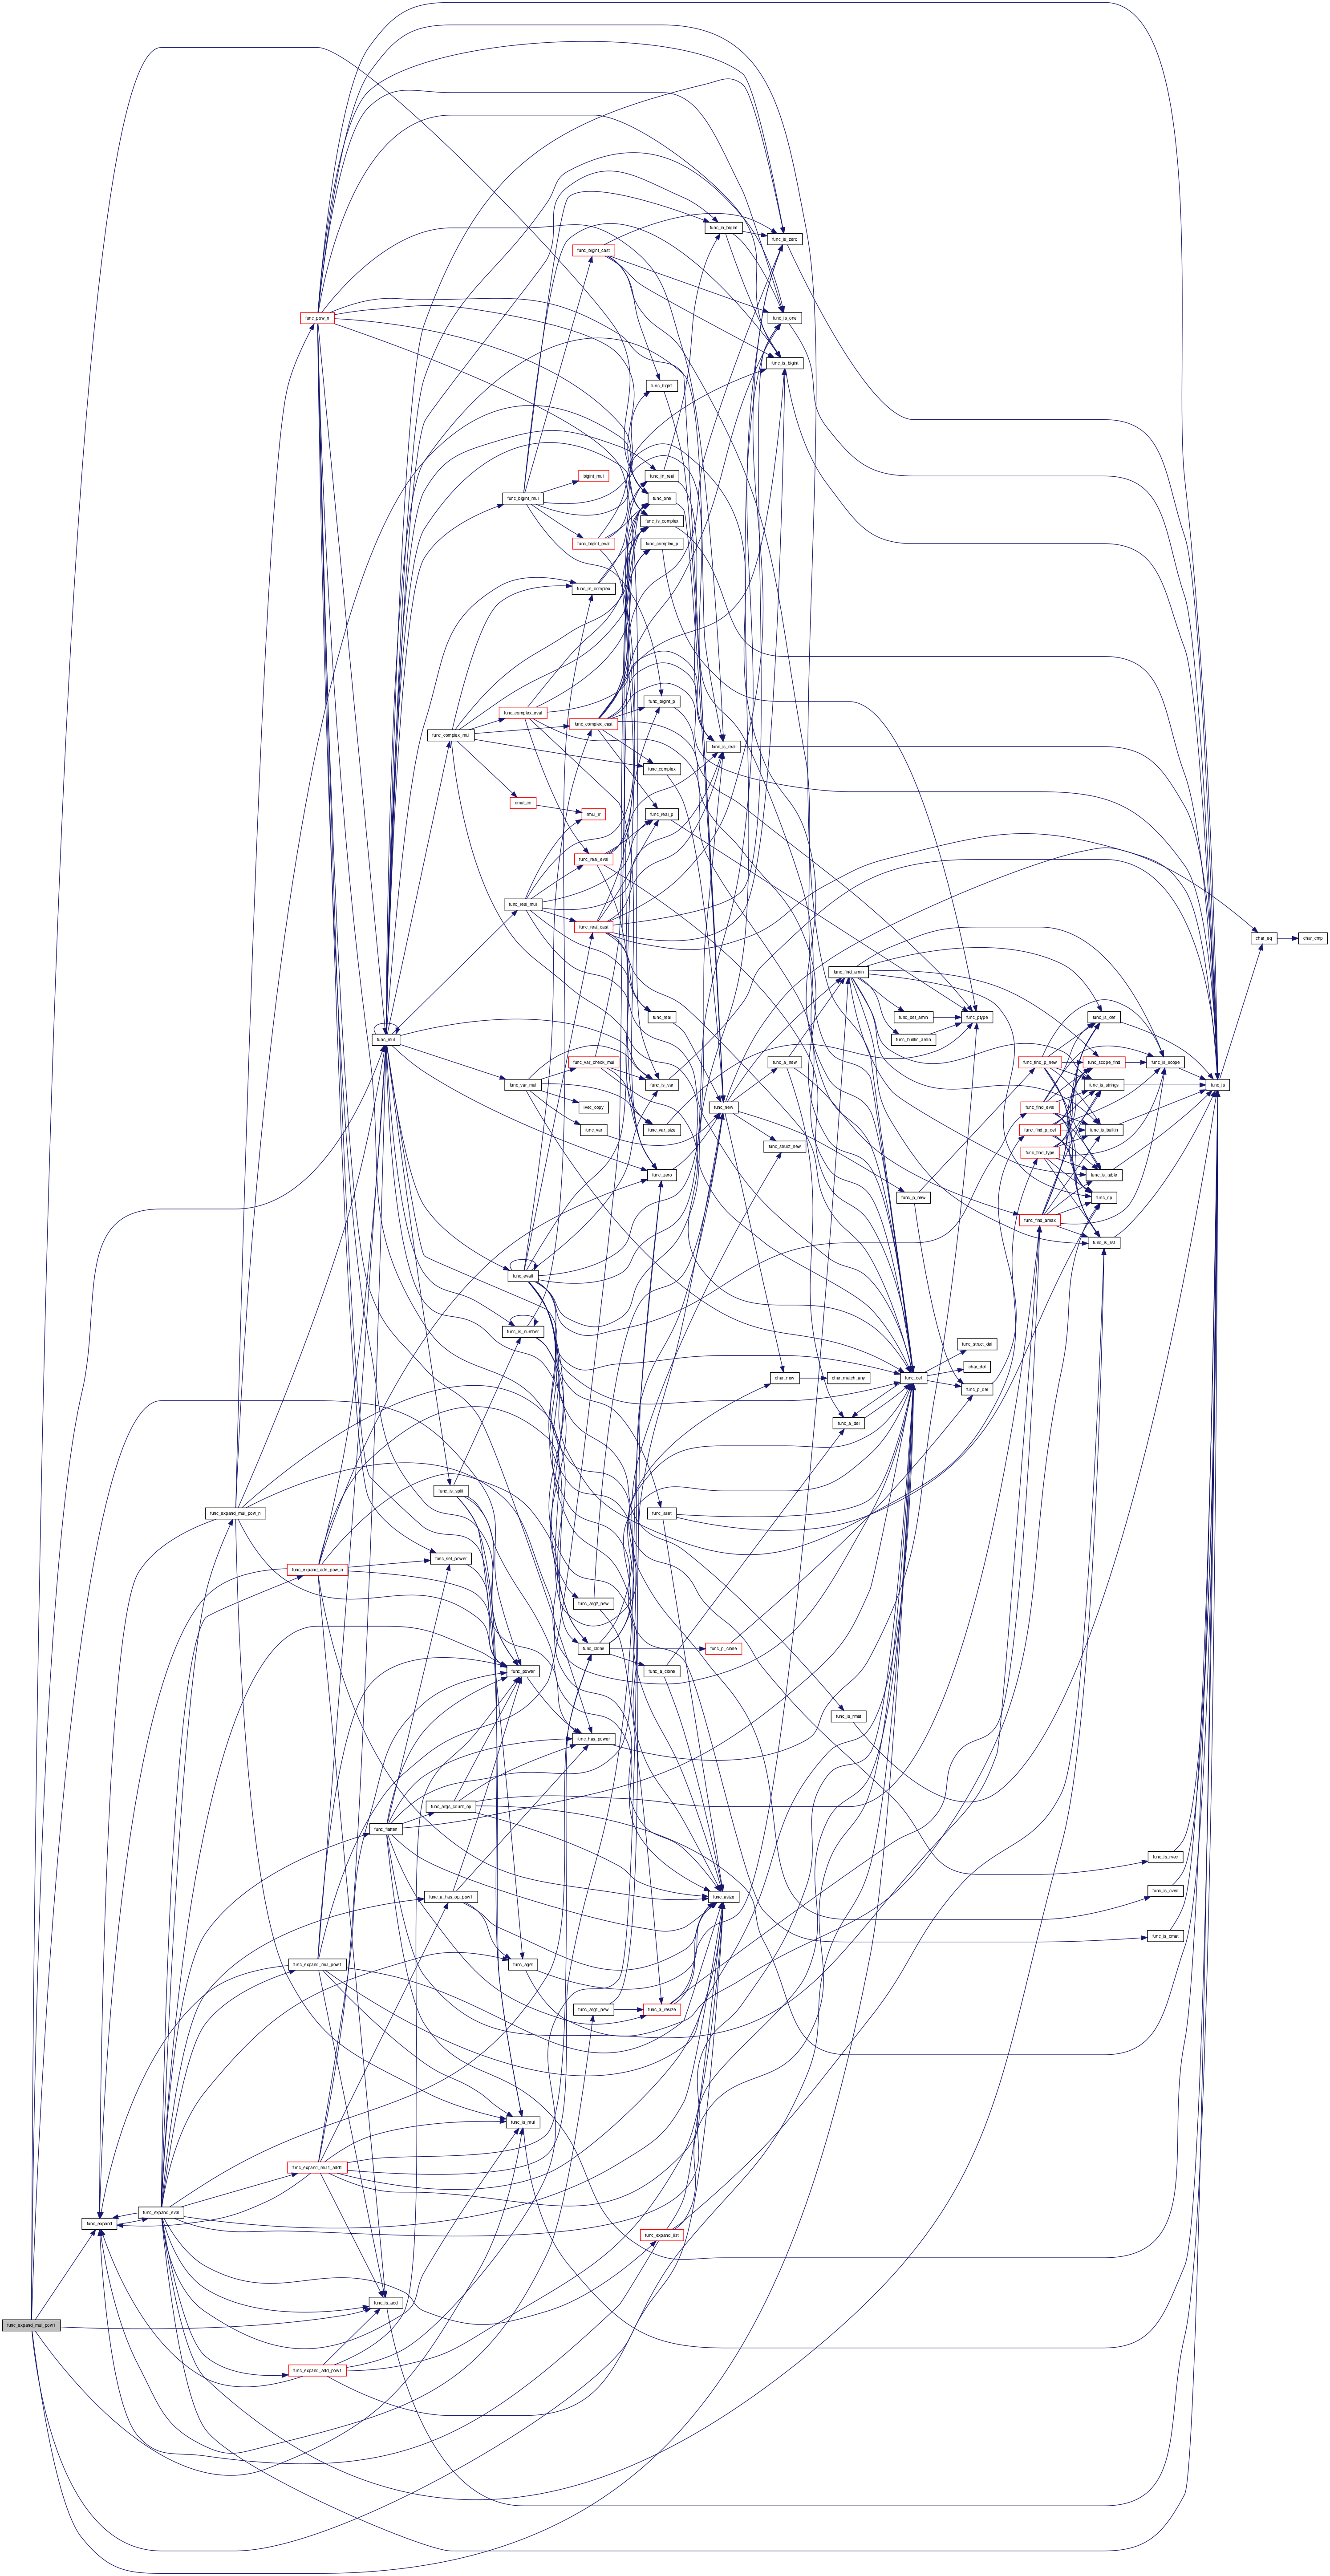 func_pow_n
func_in_bigint
func_is_zero
func_bigint_cast
func_is_one
func_is_bigint
func_bigint
bigint_mul
func_in_real
func_bigint_mul
func_one
func_is_complex
func_bigint_eval
func_complex_p
func_in_complex
func_bigint_p
func_complex_eval
func_complex_cast
func_complex_mul
func_is_real
func_complex
cmul_cc
rmul_rr
func_real_p
func_real_eval
func_real_mul
func_real_cast
char_eq
char_cmp
func_find_amin
func_real
func_def_amin
func_ptype
func_is_def
func_mul
func_builtin_amin
func_var_check_mul
func_a_new
func_find_p_new
func_scope_find
func_is_scope
func_var_mul
func_is_var
func_is_strings
func_is
ivec_copy
func_new
func_find_eval
func_var
func_var_size
func_find_p_del
func_is_builtin
func_struct_new
func_find_type
func_zero
func_is_table
func_p_new
func_op
func_find_amax
func_is_list
func_evalf
func_is_number
func_struct_del
char_del
char_new
char_match_any
func_del
func_p_del
func_a_del
func_is_split
func_expand_mul_pow_n
func_aset
func_set_power
func_expand_add_pow_n
func_arg2_new
func_clone
func_p_clone
func_power
func_a_clone
func_is_rmat
func_has_power
func_args_count_op
func_flatten
func_is_rvec
func_is_cvec
func_a_has_op_pow1
func_asize
func_is_cmat
func_expand_mul_pow1
func_aget
func_arg1_new
func_a_resize
func_is_mul
func_expand_mul1_add1
func_expand_eval
func_expand
func_expand_list
func_is_add
func_expand_mul_pow1
func_expand_add_pow1